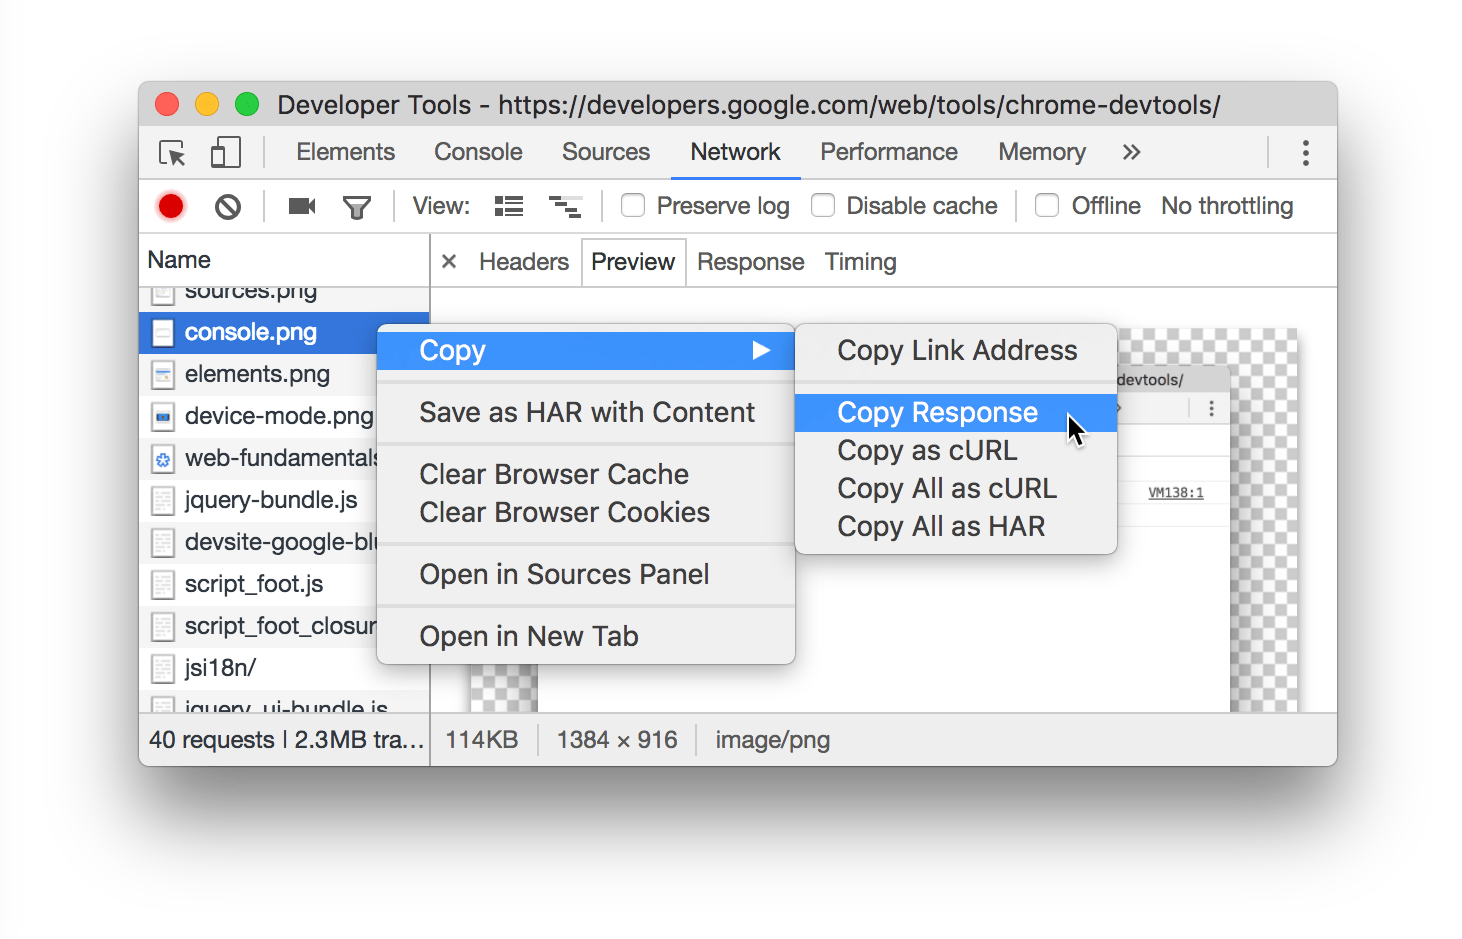 Developer Tools - https://developers.google.com/web/tools/chrome-devtools/
Elements Console Sources Network Performance Memory »
View: Preserve log Disable cache Offline No throttling
Name
× Headers Preview Response Timing
sources.png
console.png
elements.png
device-mode.png
web-fundamentals
jquery-bundle.js
devsite-google-blu
script_foot.js
script_foot_closur
jsi18n/
jquery_ui-bundle.js
Copy
Save as HAR with Content
Clear Browser Cache
Clear Browser Cookies
Open in Sources Panel
Open in New Tab
Copy Link Address
Copy Response
Copy as cURL
Copy All as cURL
Copy All as HAR
devtools/
VM138:1
40 requests | 2.3MB tra... 114KB 1384 × 916 image/png